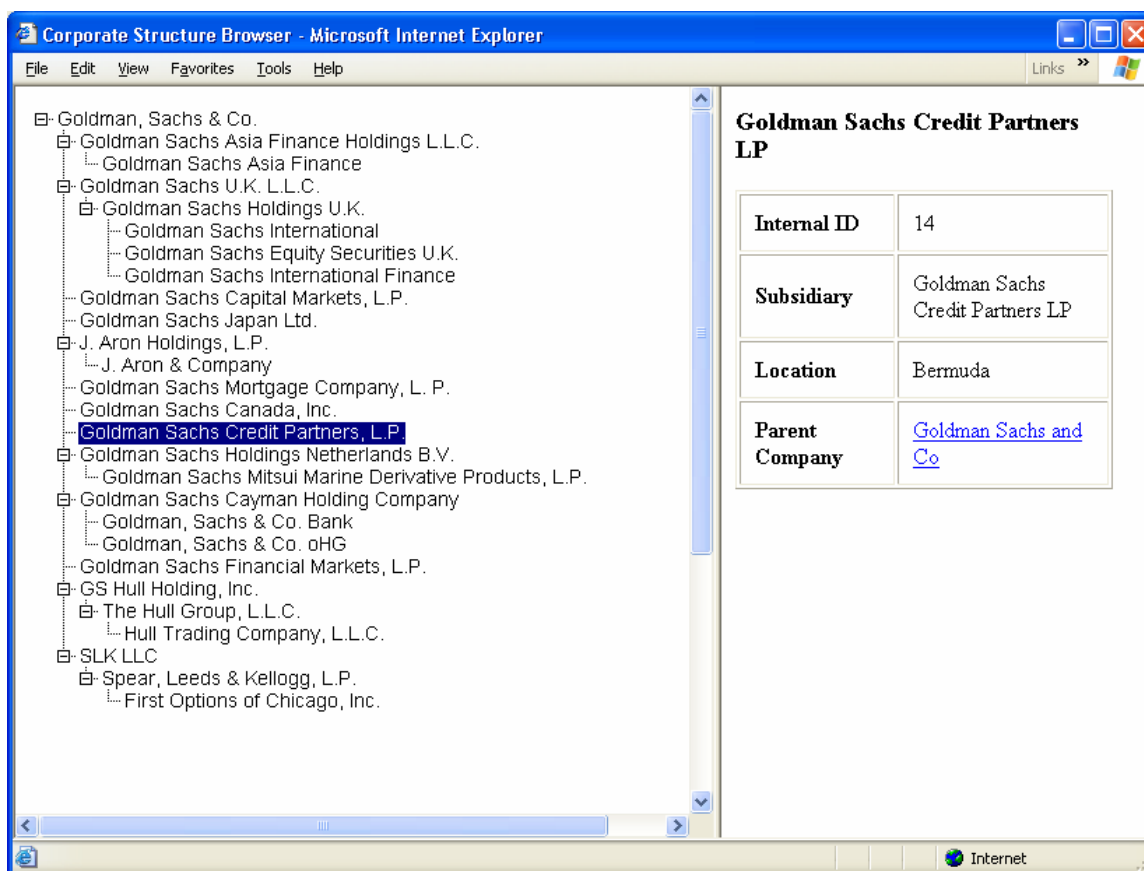 Corporate Structure Browser - Microsoft Internet Explorer
File Edit View Favorites Tools Help Links »
Goldman, Sachs & Co.
Goldman Sachs Asia Finance Holdings L.L.C.
Goldman Sachs Asia Finance
Goldman Sachs U.K. L.L.C.
Goldman Sachs Holdings U.K.
Goldman Sachs International
Goldman Sachs Equity Securities U.K.
Goldman Sachs International Finance
Goldman Sachs Capital Markets, L.P.
Goldman Sachs Japan Ltd.
J. Aron Holdings, L.P.
J. Aron & Company
Goldman Sachs Mortgage Company, L. P.
Goldman Sachs Canada, Inc.
Goldman Sachs Credit Partners, L.P.
Goldman Sachs Holdings Netherlands B.V.
Goldman Sachs Mitsui Marine Derivative Products, L.P.
Goldman Sachs Cayman Holding Company
Goldman, Sachs & Co. Bank
Goldman, Sachs & Co. oHG
Goldman Sachs Financial Markets, L.P.
GS Hull Holding, Inc.
The Hull Group, L.L.C.
Hull Trading Company, L.L.C.
SLK LLC
Spear, Leeds & Kellogg, L.P.
First Options of Chicago, Inc.
Goldman Sachs Credit Partners
LP
Internal ID 14
Subsidiary Goldman Sachs
Credit Partners LP
Location Bermuda
Parent Goldman Sachs and
Company Co
Internet